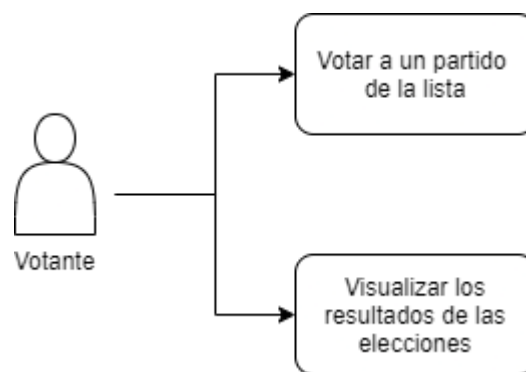 Votar a un partido
de la lista
Votante
Visualizar los
resultados de las
elecciones